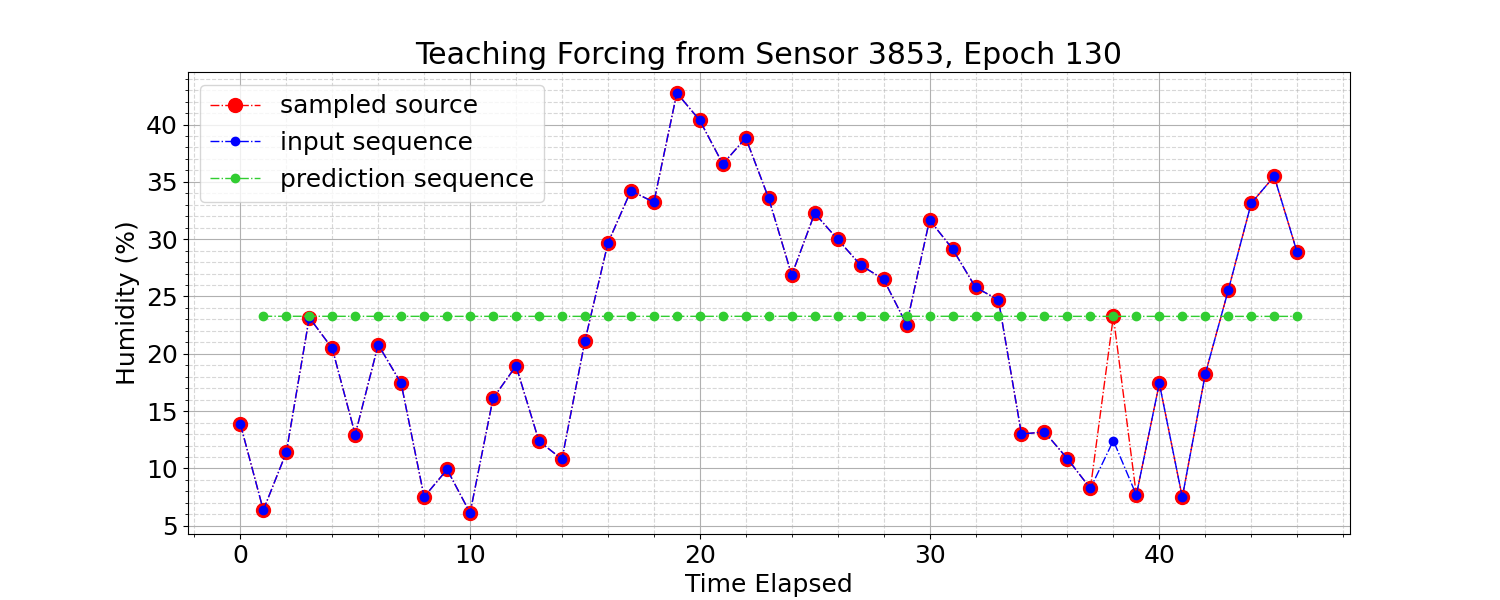 Teaching Forcing from Sensor 3853, Epoch 130
sampled source
input sequence
prediction sequence
Humidity (%)
40
35
30
25
20
15
10
5
0 10 20 30 40
Time Elapsed